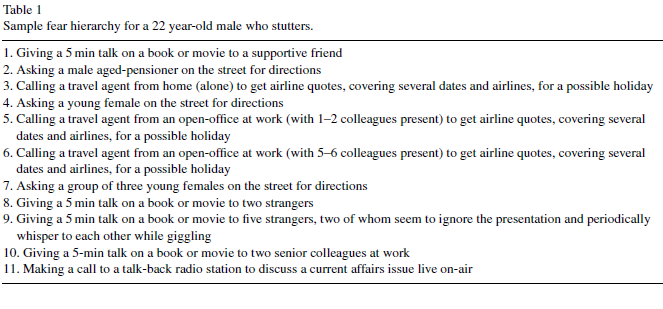 Table 1
Sample fear hierarchy for a 22 year-old male who stutters.
1. Giving a 5 min talk on a book or movie to a supportive friend
2. Asking a male aged-pensioner on the street for directions
3. Calling a travel agent from home (alone) to get airline quotes, covering several dates and airlines, for a possible holiday
4. Asking a young female on the street for directions
5. Calling a travel agent from an open-office at work (with 1–2 colleagues present) to get airline quotes, covering several
dates and airlines, for a possible holiday
6. Calling a travel agent from an open-office at work (with 5–6 colleagues present) to get airline quotes, covering several
dates and airlines, for a possible holiday
7. Asking a group of three young females on the street for directions
8. Giving a 5 min talk on a book or movie to two strangers
9. Giving a 5 min talk on a book or movie to five strangers, two of whom seem to ignore the presentation and periodically
whisper to each other while giggling
10. Giving a 5-min talk on a book or movie to two senior colleagues at work
11. Making a call to a talk-back radio station to discuss a current affairs issue live on-air